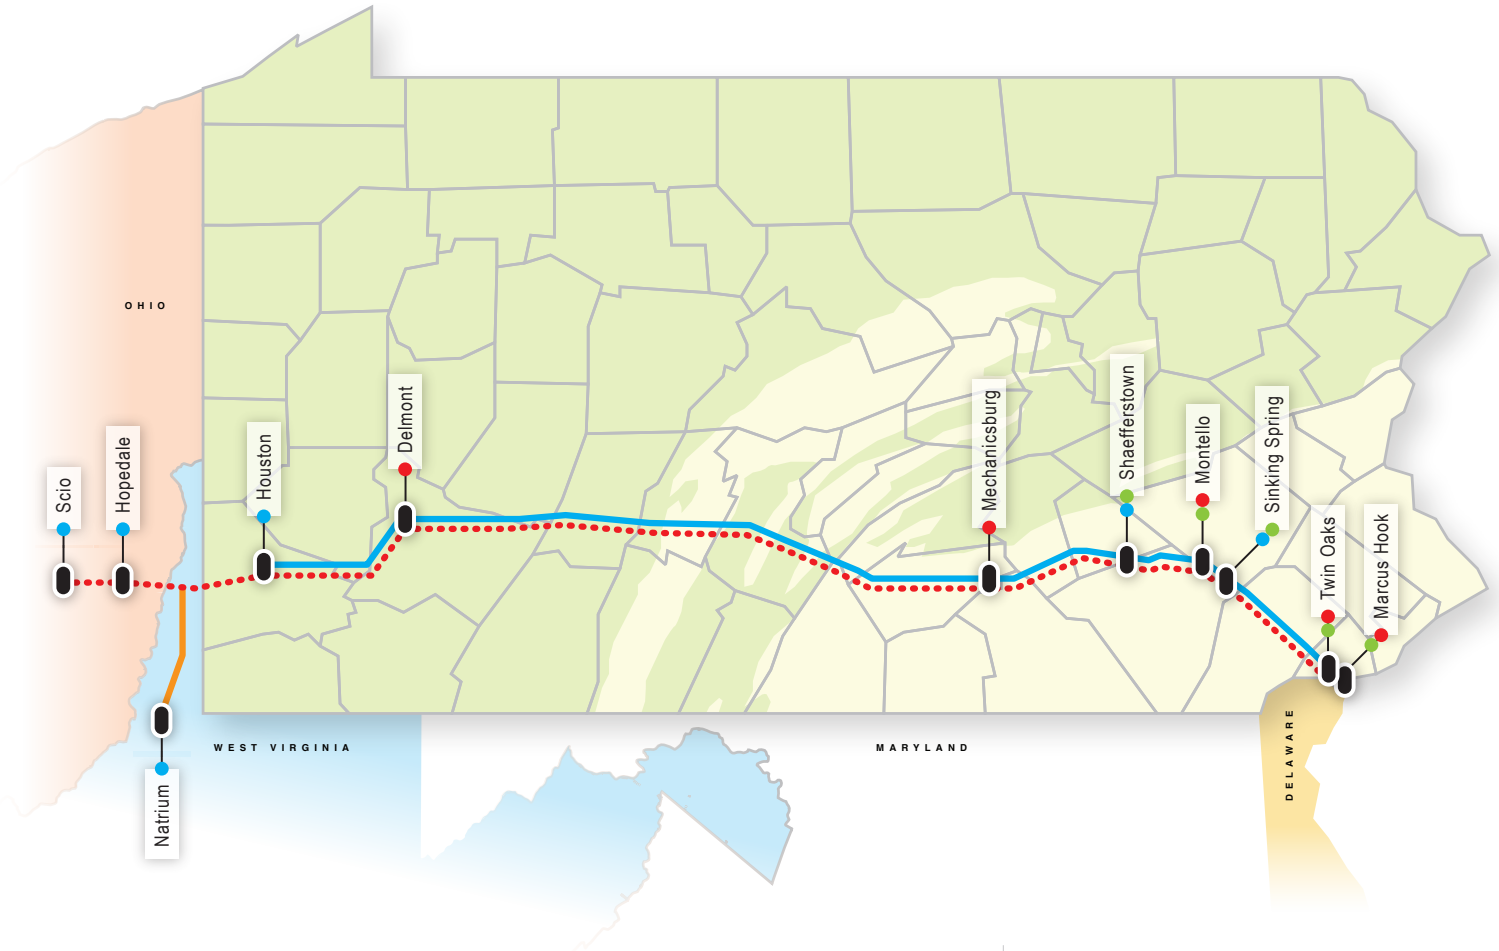 OHIO
Scio
Hopedale
Houston
Delmont
Mechanicsburg
Shaefferstown
Montello
Sinking Spring
Twin Oaks
Marcus Hook
Natrium
WEST VIRGINIA
MARYLAND
DELAWARE